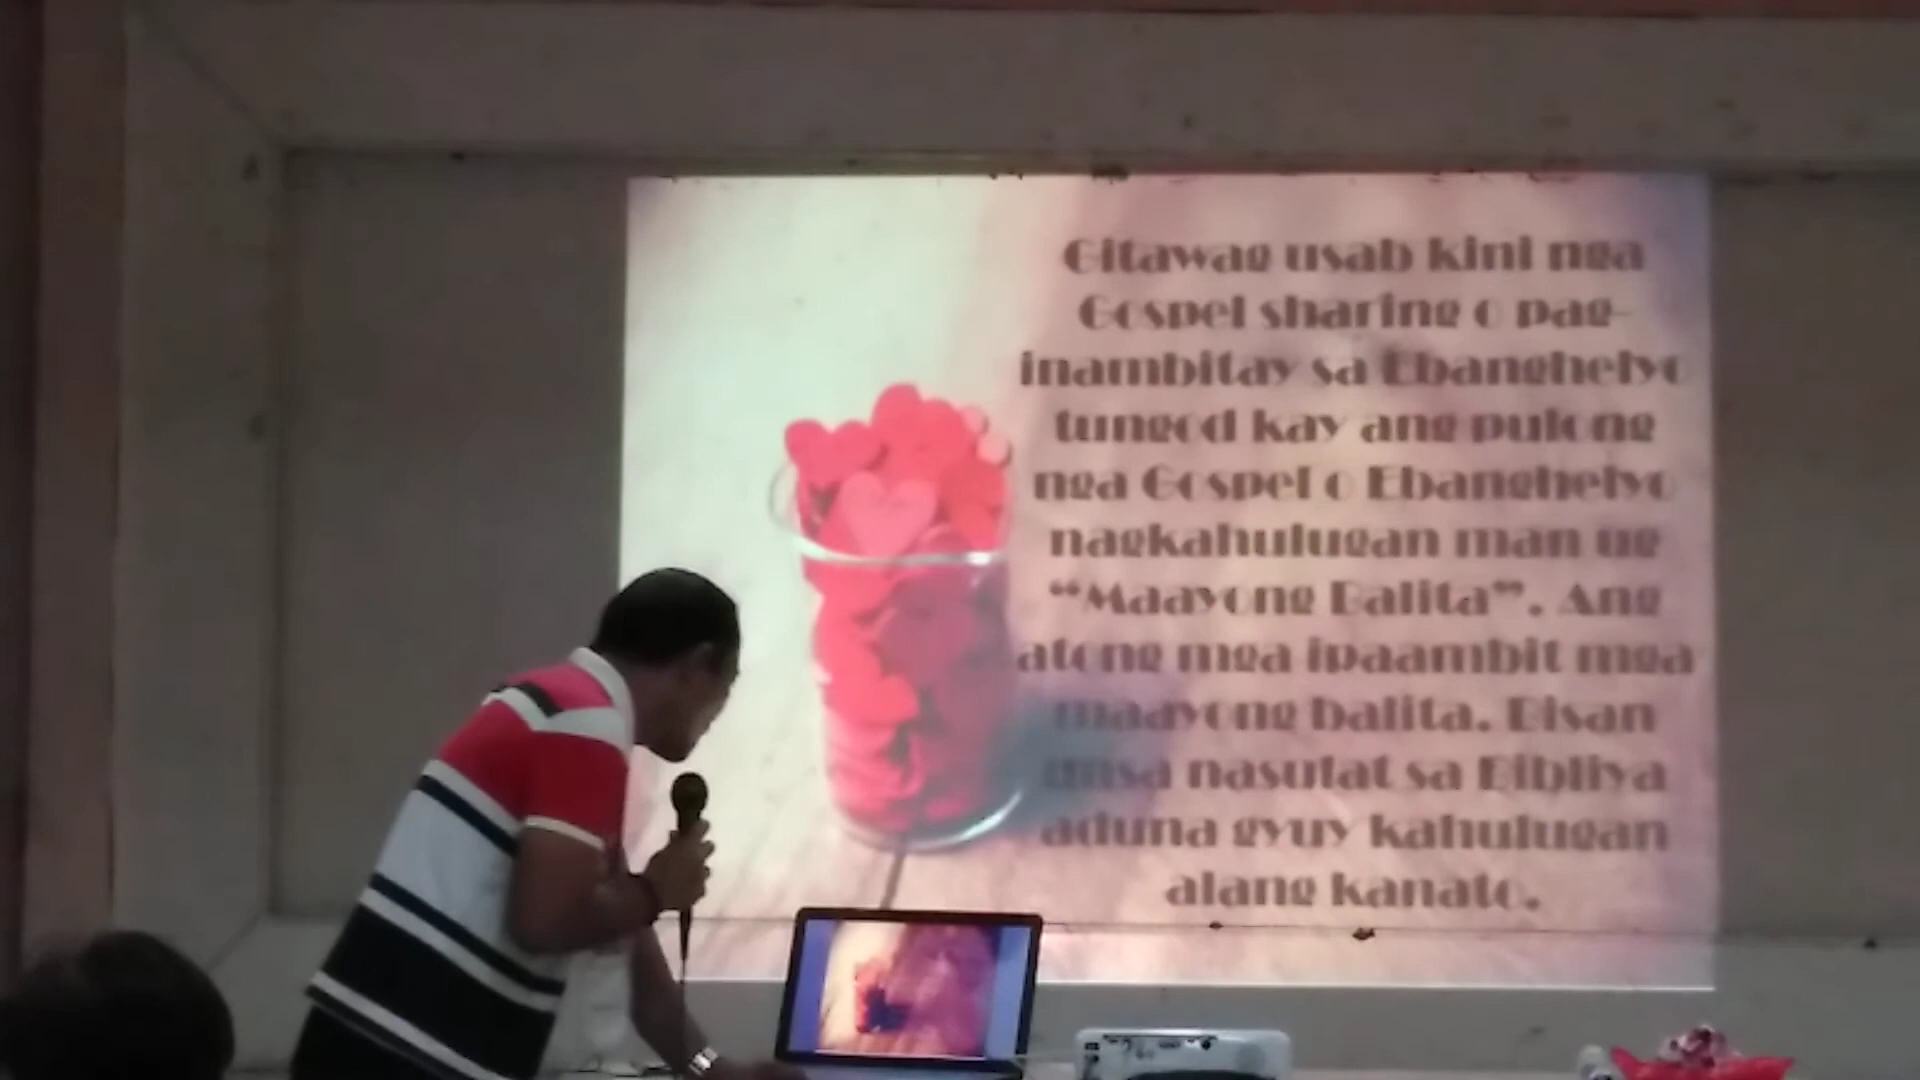 Gitawag usab kini nga
Gospel sharing o pag-
inambitay sa Ebanghelyo
tungod kay ang pulong
nga Gospel o Ebanghelyo
nagkahulugan man ug
“Maayong Balita”. Ang
atong mga ipaambit mga
maayong balita. Bisan
unsa nasulat sa Bibliya
aduna gyuy kahulugan
alang kanato.